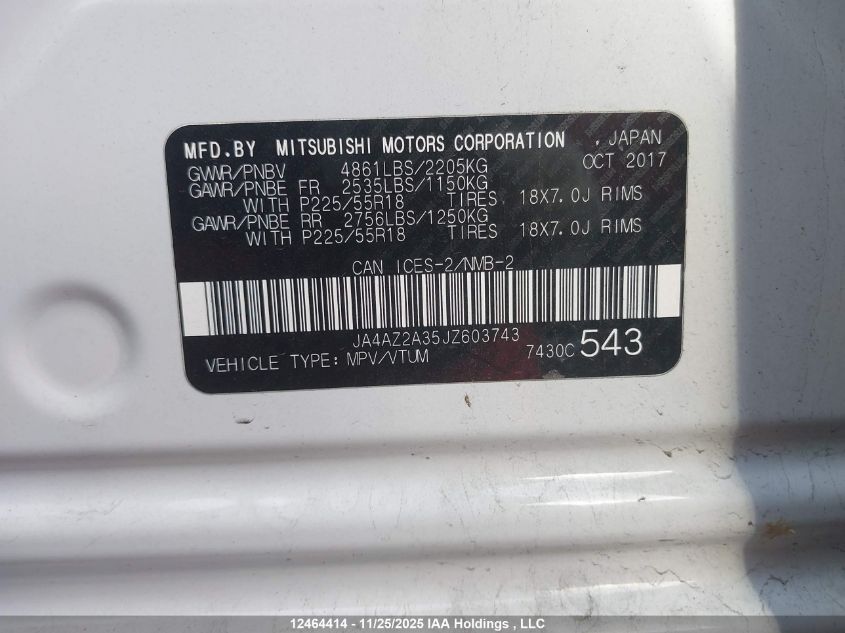 MFD.BY MITSUBISHI MOTORS CORPORATION , JAPAN
GVWR/PNBV 4861LBS/2205KG OCT 2017
GAWR/PNBE FR 2535LBS/1150KG
WITH P225/55R18 TIRES 18X7.0J RIMS
GAWR/PNBE RR 2756LBS/1250KG
WITH P225/55R18 TIRES 18X7.0J RIMS
CAN ICES-2/NMB-2
JA4AZ2A35JZ603743
VEHICLE TYPE: MPV/VTUM 7430C 543
12464414 - 11/25/2025 IAA Holdings , LLC